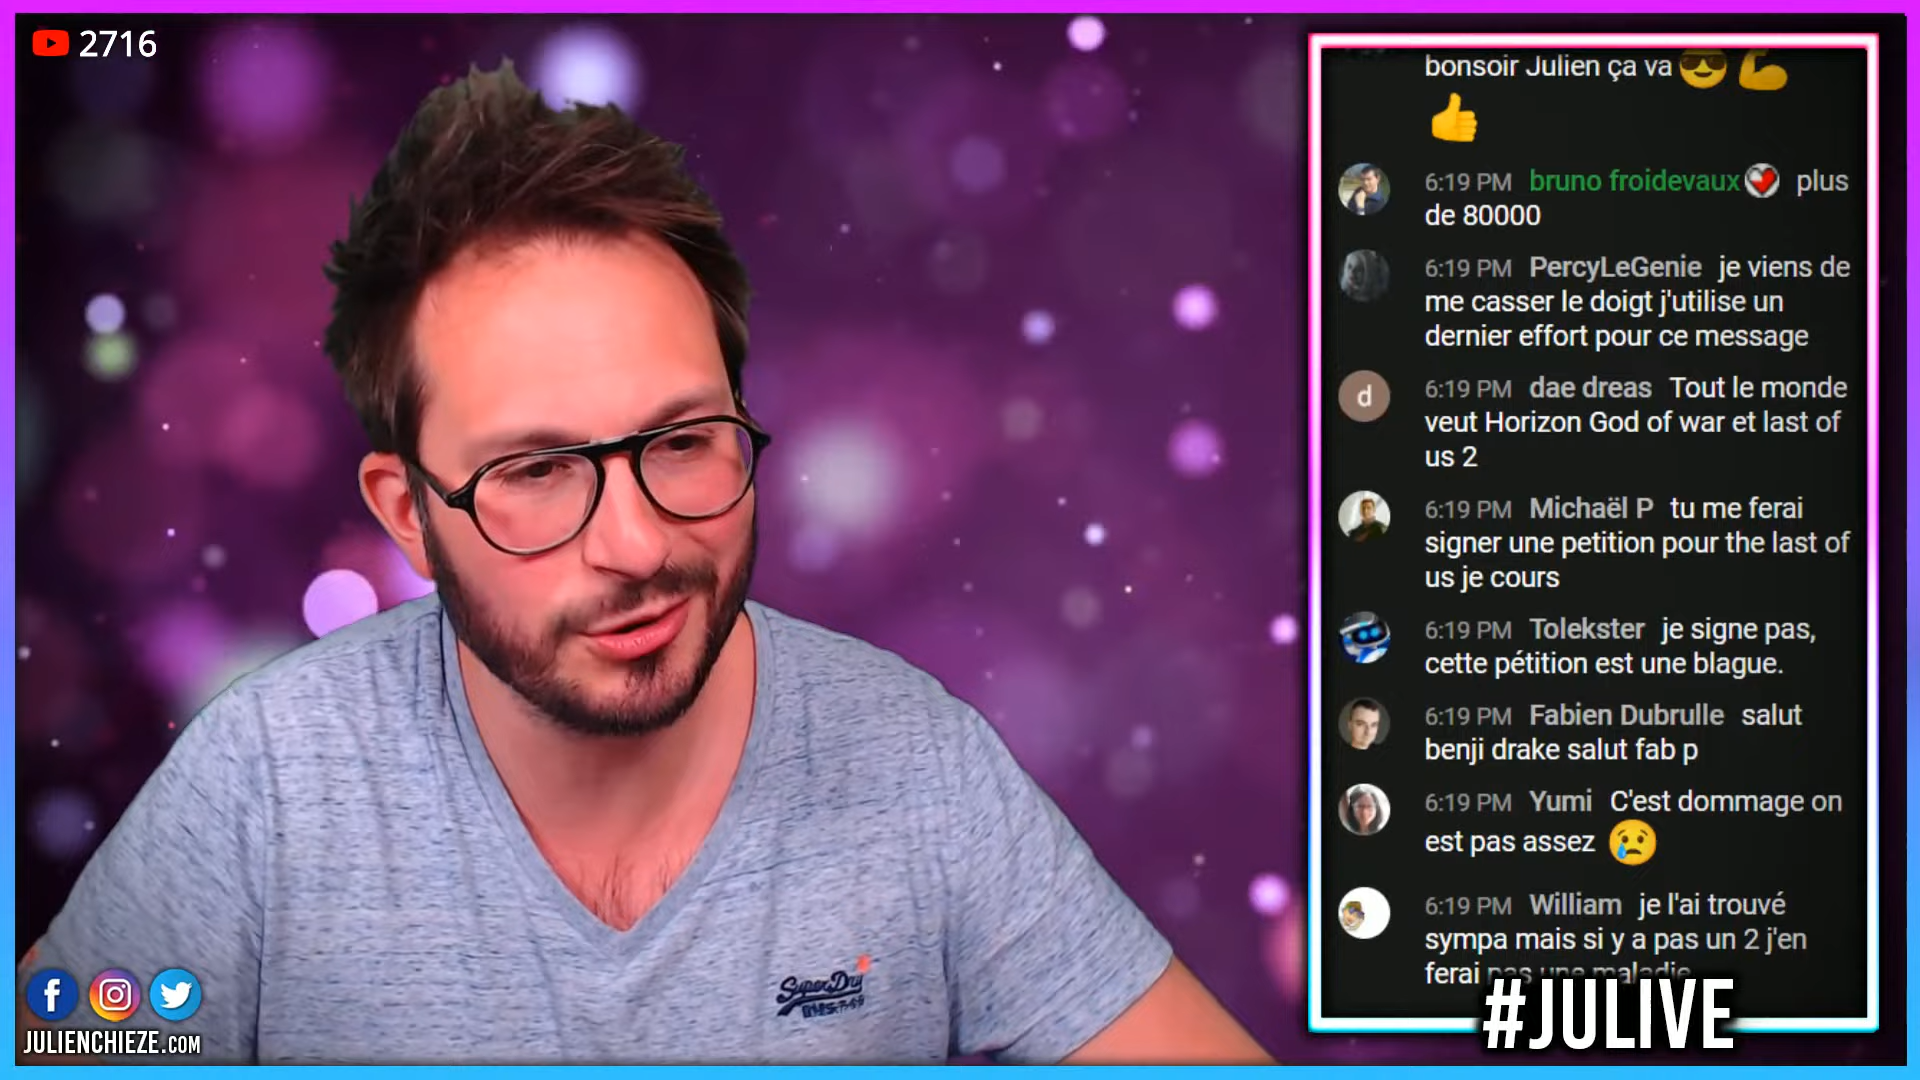 2716
bonsoir Julien ça va
6:19 PM bruno froidevaux plus
de 80000
6:19 PM PercyLeGenie je viens de
me casser le doigt j'utilise un
dernier effort pour ce message
d
6:19 PM dae dreas Tout le monde
veut Horizon God of war et last of
us 2
6:19 PM Michaël P tu me ferai
signer une petition pour the last of
us je cours
6:19 PM Tolekster je signe pas,
cette pétition est une blague.
6:19 PM Fabien Dubrulle salut
benji drake salut fab p
6:19 PM Yumi C'est dommage on
est pas assez
6:19 PM William je l'ai trouvé
sympa mais si y a pas un 2 j'en
ferai pas une maladie
#JULIVE
SuperDry
JULIENCHIEZE.COM